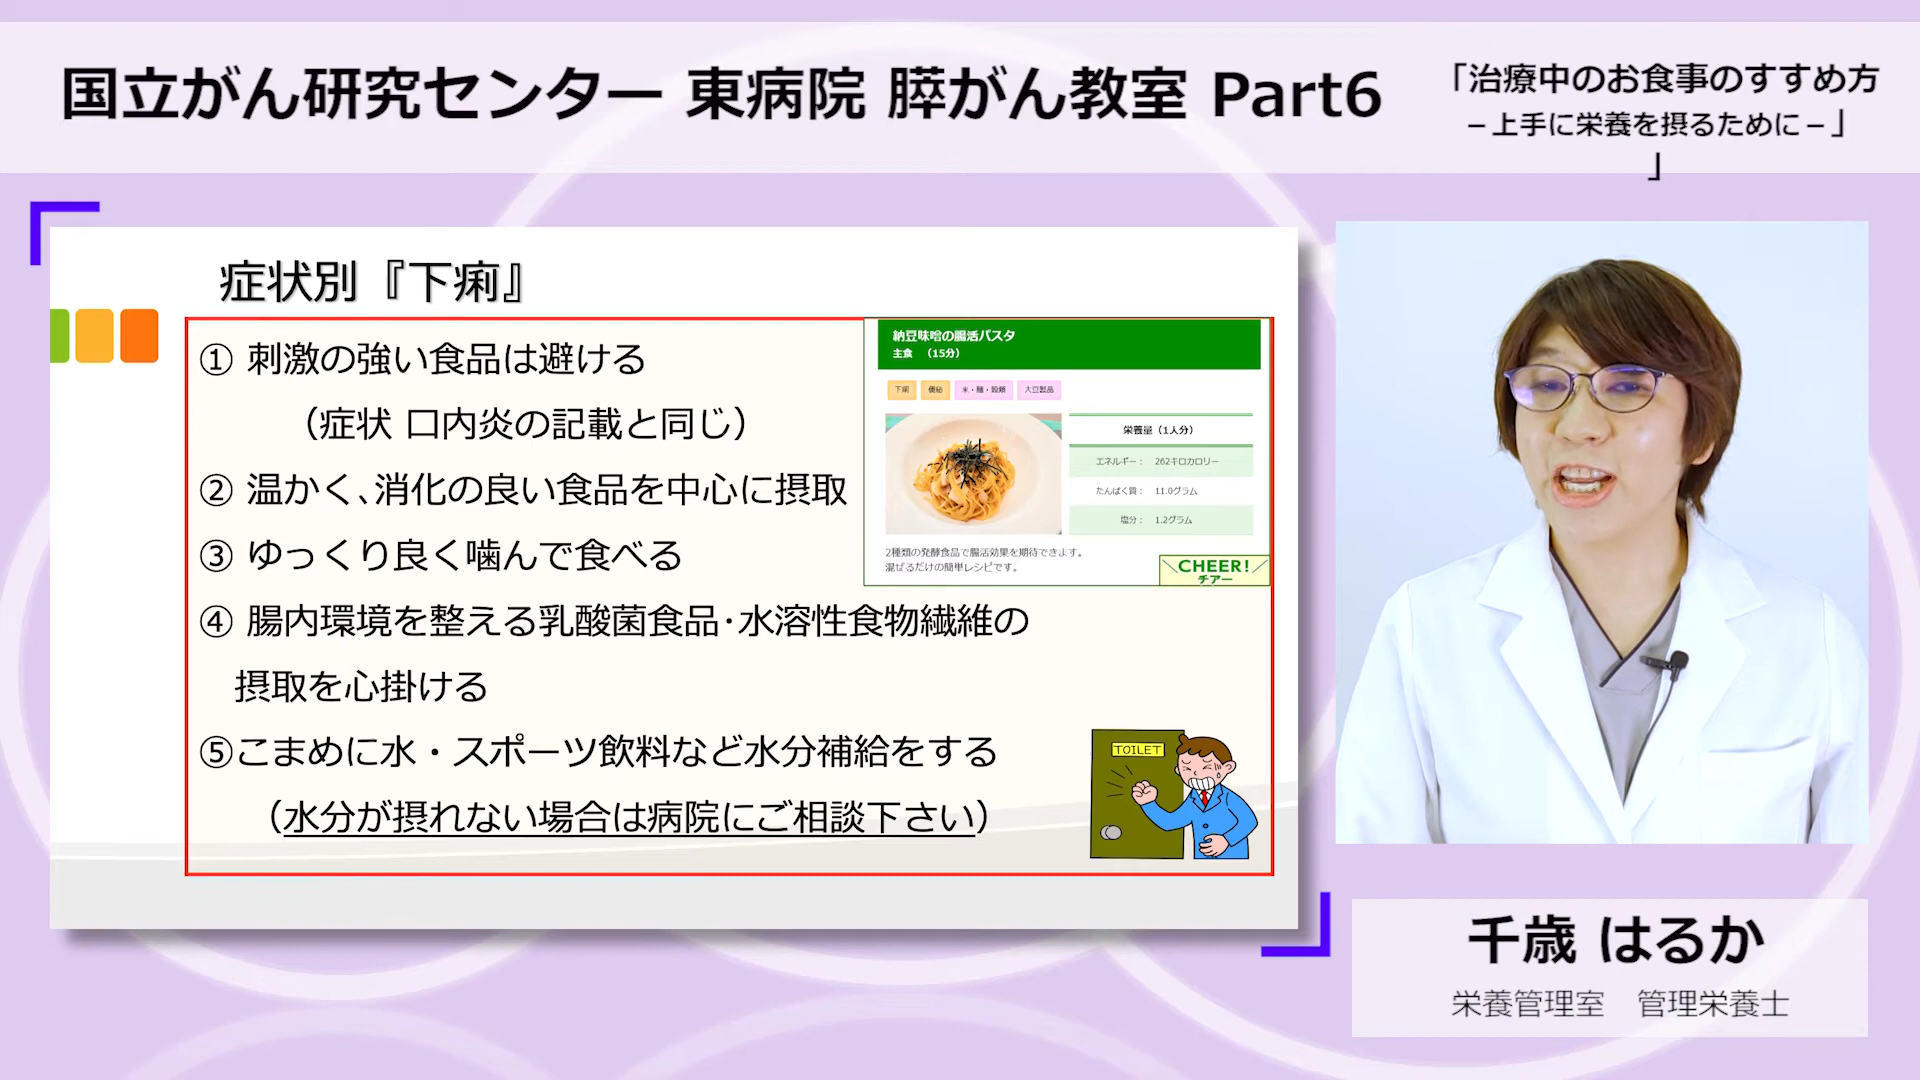 国立がん研究センター 東病院 膵がん教室 Part6
「治療中のお食事のすすめ方
－上手に栄養を摂るために－」
」
症状別『下痢』
① 刺激の強い食品は避ける
（症状 口内炎の記載と同じ）
② 温かく､消化の良い食品を中心に摂取
③ ゆっくり良く噛んで食べる
④ 腸内環境を整える乳酸菌食品･水溶性食物繊維の
摂取を心掛ける
⑤こまめに水・スポーツ飲料など水分補給をする
（水分が摂れない場合は病院にご相談下さい）
納豆味噌の腸活パスタ
主食 （15分）
下痢 便秘 米・麺・穀類 大豆製品
栄養量（1人分）
エネルギー： 262キロカロリー
たんぱく質： 11.0グラム
塩分： 1.2グラム
2種類の発酵食品で腸活効果を期待できます。
混ぜるだけの簡単レシピです。
＼CHEER!／
チアー
TOILET
千歳 はるか
栄養管理室 管理栄養士